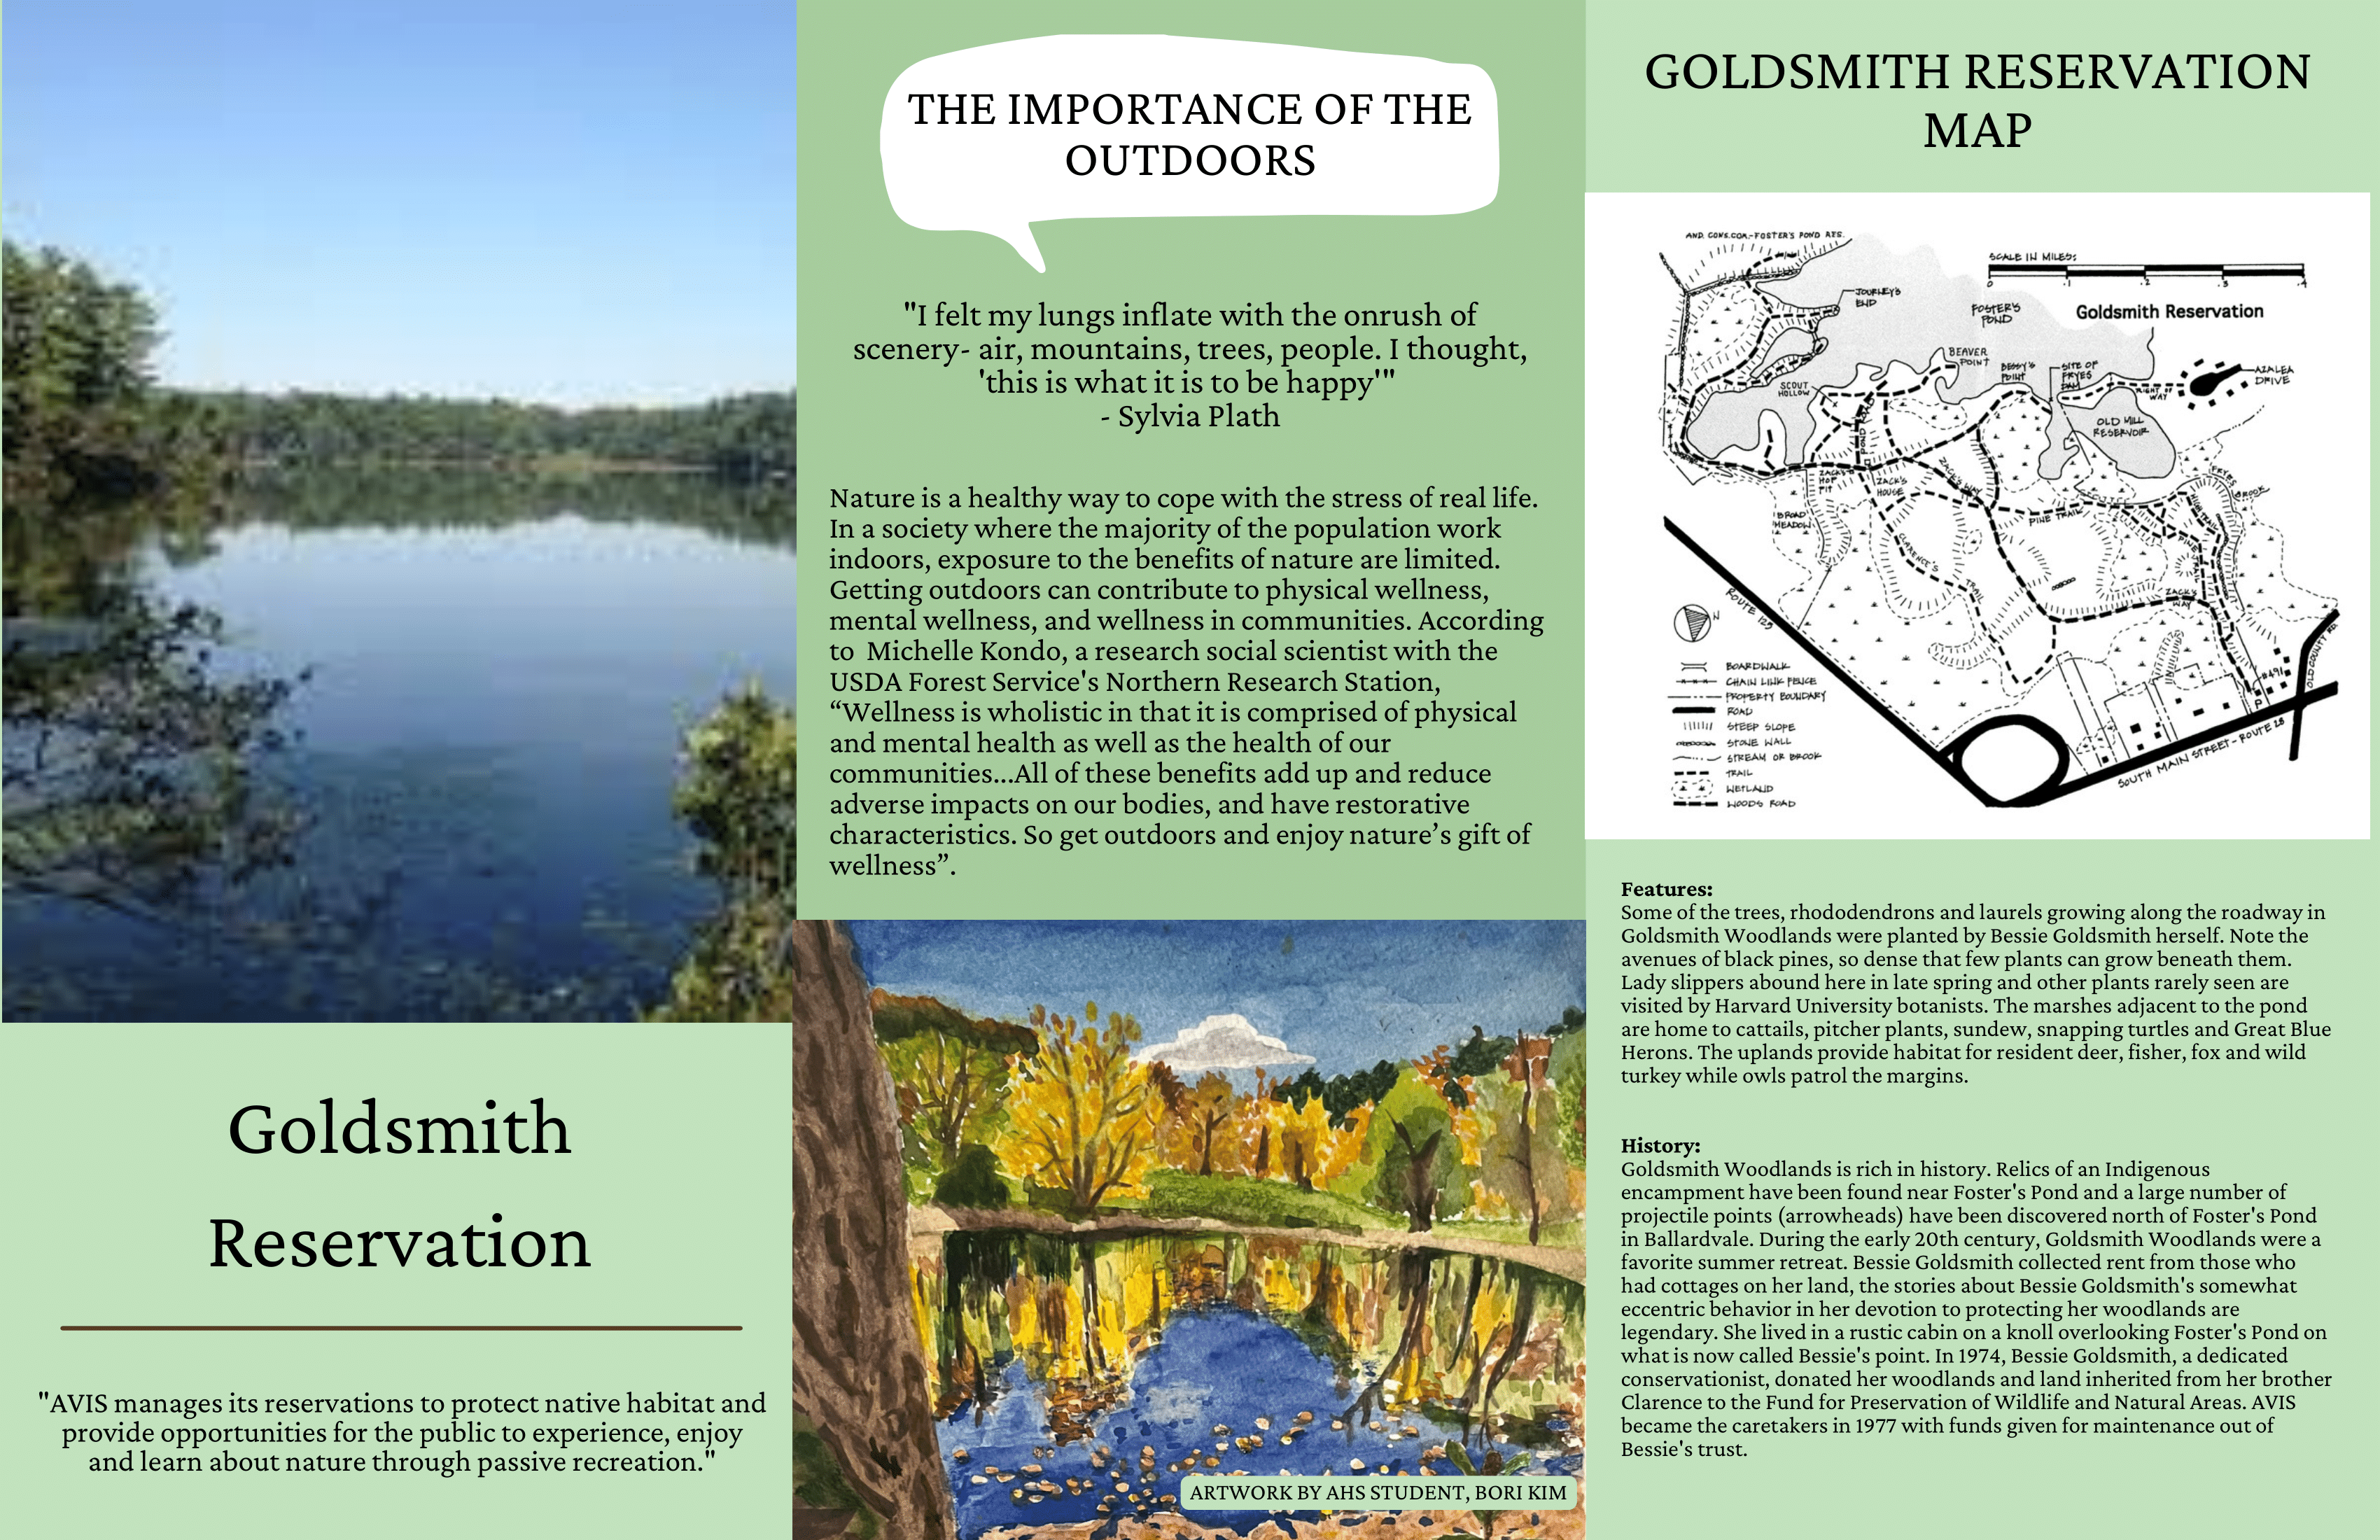 Goldsmith
Reservation
"AVIS manages its reservations to protect native habitat and
provide opportunities for the public to experience, enjoy
and learn about nature through passive recreation."
THE IMPORTANCE OF THE
OUTDOORS
"I felt my lungs inflate with the onrush of
scenery- air, mountains, trees, people. I thought,
'this is what it is to be happy'"
- Sylvia Plath
Nature is a healthy way to cope with the stress of real life.
In a society where the majority of the population work
indoors, exposure to the benefits of nature are limited.
Getting outdoors can contribute to physical wellness,
mental wellness, and wellness in communities. According
to  Michelle Kondo, a research social scientist with the
USDA Forest Service's Northern Research Station,
“Wellness is wholistic in that it is comprised of physical
and mental health as well as the health of our
communities...All of these benefits add up and reduce
adverse impacts on our bodies, and have restorative
characteristics. So get outdoors and enjoy nature’s gift of
wellness”.
ARTWORK BY AHS STUDENT, BORI KIM
GOLDSMITH RESERVATION
MAP
AND. CONS. COM.-FOSTER'S POND RES.
SCALE IN MILES:
0 .1 .2 .3 .4
Goldsmith Reservation
JOURLEY'S
END
FOSTER'S
POND
BEAVER
POINT
BESSY'S
POINT
SITE OF
FRYES
DAM
RIGHT OF
WAY
AZALEA
DRIVE
SCOUT
HOLLOW
POND ROAD
OLD MILL
RESERVOIR
ZACK'S
HOP
PIT
ZACK'S
HOUSE
ZACK'S WAY
FRYES
BROOK
BROAD
MEADOW
PINE TRAIL
HIGH TRAIL
PINE TRAIL
CLARENCE'S
TRAIL
ZACK'S
WAY
ROUTE 125
N
BOARDWALK
CHAIN LINK FENCE
PROPERTY BOUNDARY
ROAD
STEEP SLOPE
STONE WALL
STREAM OR BROOK
TRAIL
WETLAND
WOODS ROAD
#491
P
OLD COUNTY RD.
SOUTH MAIN STREET - ROUTE 28
Features:
Some of the trees, rhododendrons and laurels growing along the roadway in
Goldsmith Woodlands were planted by Bessie Goldsmith herself. Note the
avenues of black pines, so dense that few plants can grow beneath them.
Lady slippers abound here in late spring and other plants rarely seen are
visited by Harvard University botanists. The marshes adjacent to the pond
are home to cattails, pitcher plants, sundew, snapping turtles and Great Blue
Herons. The uplands provide habitat for resident deer, fisher, fox and wild
turkey while owls patrol the margins.
History:
Goldsmith Woodlands is rich in history. Relics of an Indigenous
encampment have been found near Foster's Pond and a large number of
projectile points (arrowheads) have been discovered north of Foster's Pond
in Ballardvale. During the early 20th century, Goldsmith Woodlands were a
favorite summer retreat. Bessie Goldsmith collected rent from those who
had cottages on her land, the stories about Bessie Goldsmith's somewhat
eccentric behavior in her devotion to protecting her woodlands are
legendary. She lived in a rustic cabin on a knoll overlooking Foster's Pond on
what is now called Bessie's point. In 1974, Bessie Goldsmith, a dedicated
conservationist, donated her woodlands and land inherited from her brother
Clarence to the Fund for Preservation of Wildlife and Natural Areas. AVIS
became the caretakers in 1977 with funds given for maintenance out of
Bessie's trust.